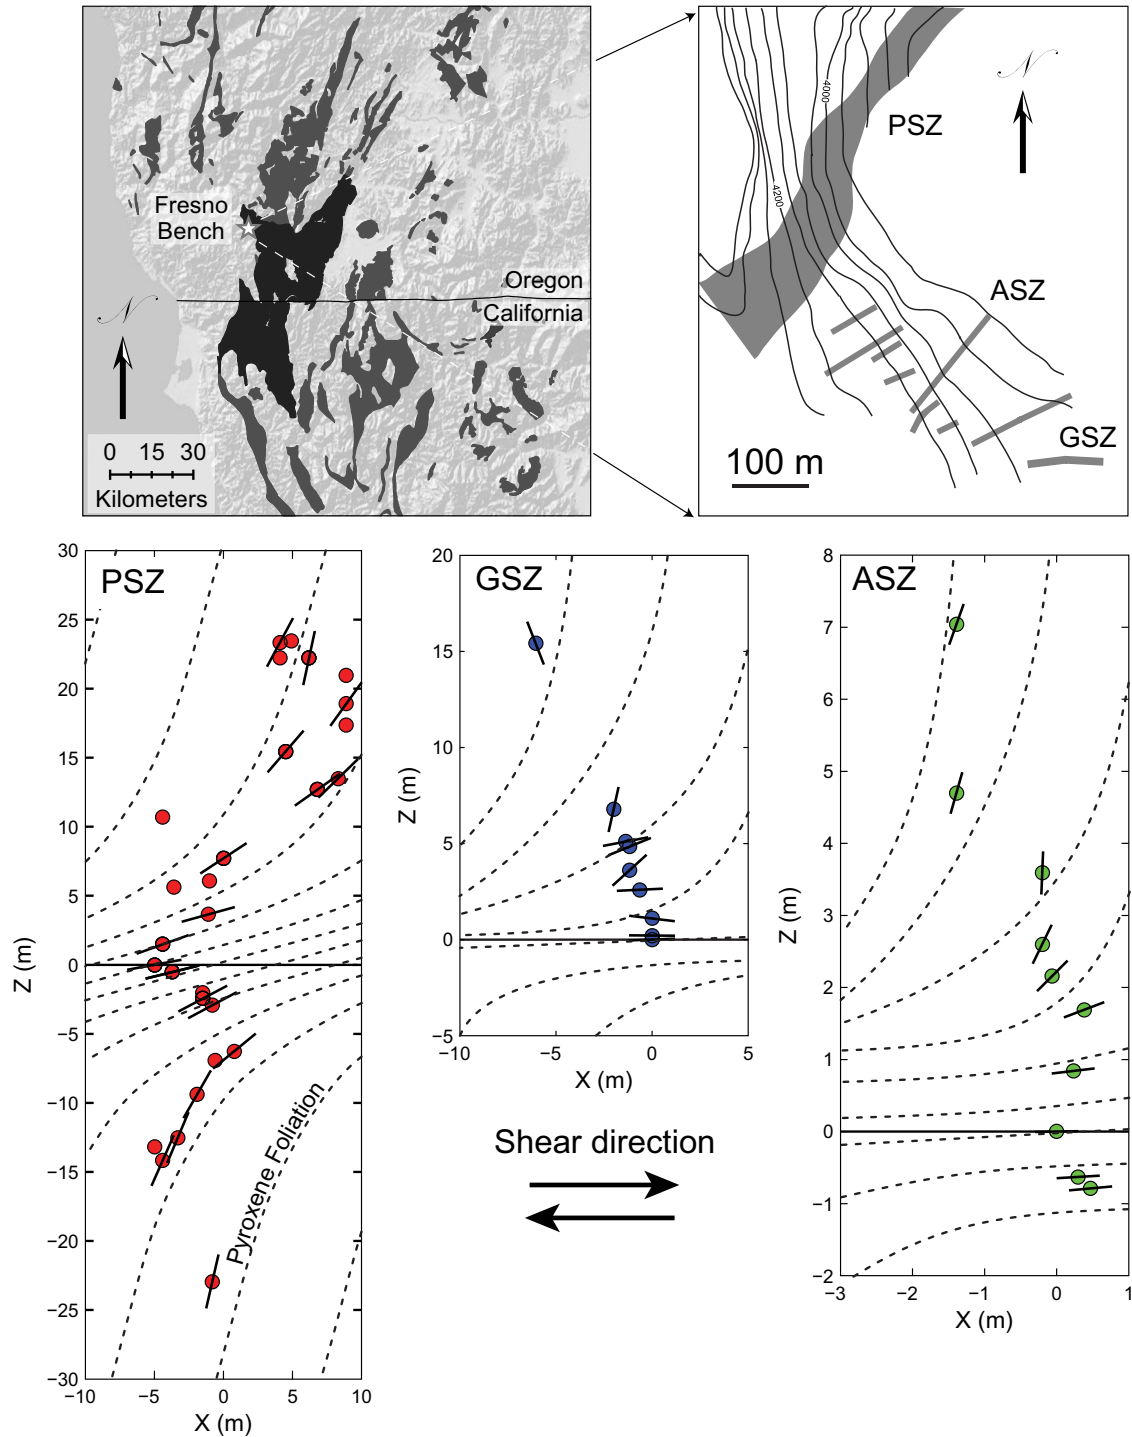 Fresno
Bench
Oregon
California
N
0 15 30
Kilometers
N
4000
PSZ
4200
ASZ
GSZ
100 m
PSZ
30
25
20
15
10
5
0
−5
−10
−15
−20
−25
−30
Z (m)
−10 −5 0 5 10
X (m)
Pyroxene Foliation
GSZ
20
15
10
5
0
−5
Z (m)
−10 −5 0 5
X (m)
Shear direction
ASZ
8
7
6
5
4
3
2
1
0
−1
−2
Z (m)
−3 −2 −1 0 1
X (m)